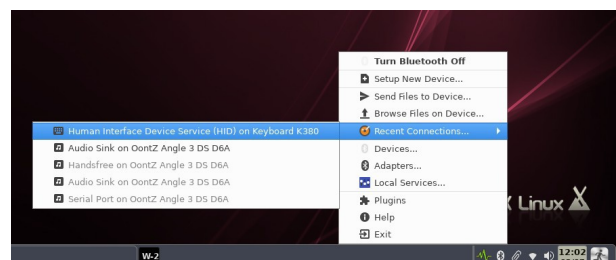 Turn Bluetooth Off
Setup New Device...
Send Files to Device...
Browse Files on Device...
Recent Connections...
Devices...
Adapters...
Local Services...
Plugins
Help
Exit
Human Interface Device Service (HID) on Keyboard K380
Audio Sink on OontZ Angle 3 DS D6A
Handsfree on OontZ Angle 3 DS D6A
Audio Sink on OontZ Angle 3 DS D6A
Serial Port on OontZ Angle 3 DS D6A
Linux
W-2
12:02